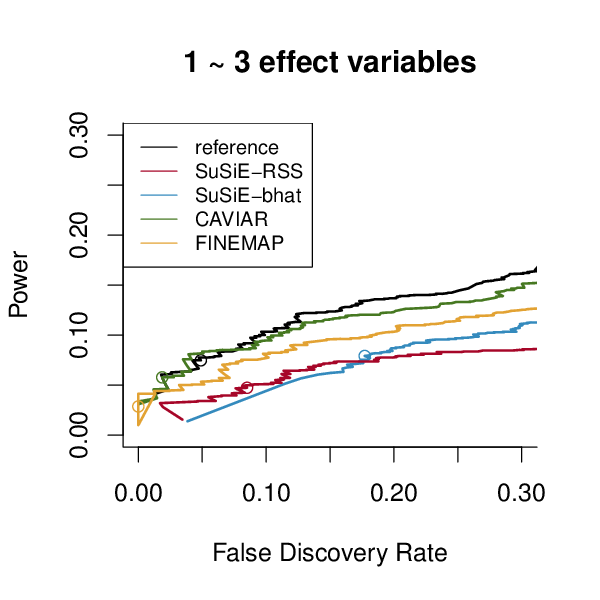 1 ~ 3 effect variables
reference
SuSiE−RSS
SuSiE−bhat
CAVIAR
FINEMAP
Power
0.30
0.20
0.10
0.00
0.00 0.10 0.20 0.30
False Discovery Rate